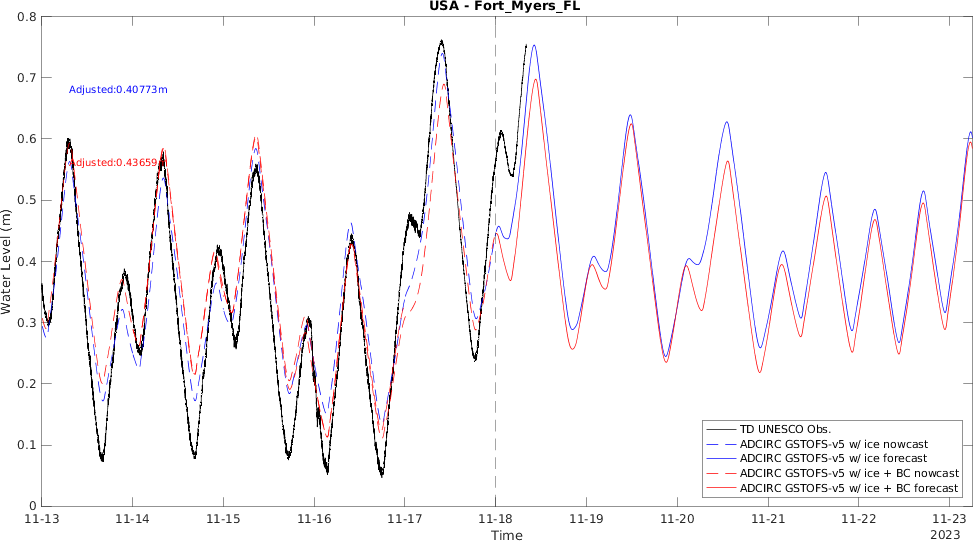 USA - Fort_Myers_FL
0.8
0.7
0.6
0.5
0.4
0.3
0.2
0.1
0
Water Level (m)
Adjusted:0.40773m
Adjusted:0.43659
TD UNESCO Obs.
ADCIRC GSTOFS-v5 w/ ice nowcast
ADCIRC GSTOFS-v5 w/ ice forecast
ADCIRC GSTOFS-v5 w/ ice + BC nowcast
ADCIRC GSTOFS-v5 w/ ice + BC forecast
11-13 11-14 11-15 11-16 11-17 11-18 11-19 11-20 11-21 11-22 11-23
Time
2023